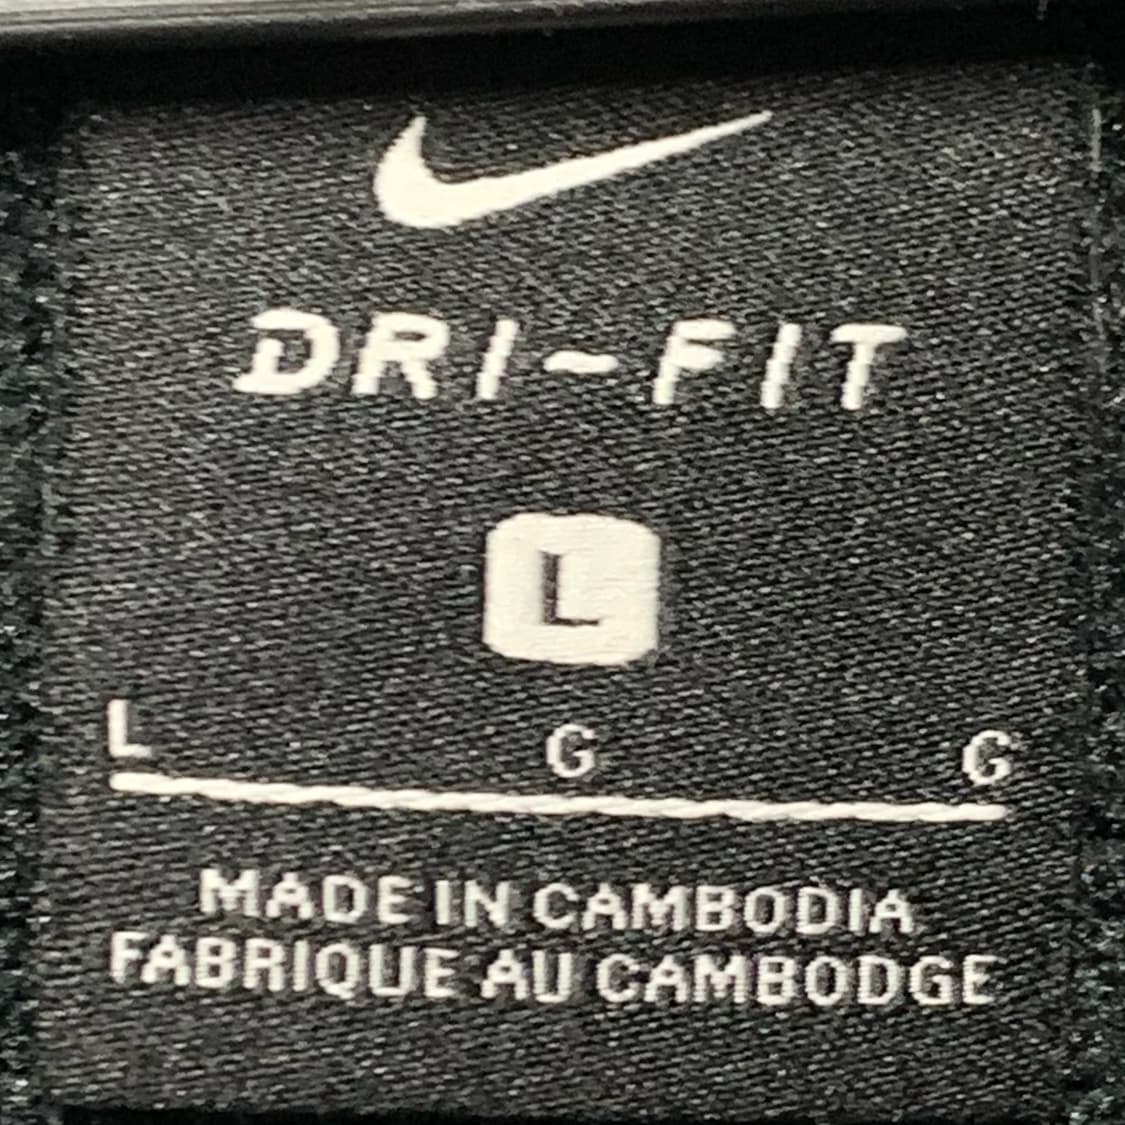 DRI-FIT
L
L G G
MADE IN CAMBODIA
FABRIQUE AU CAMBODGE